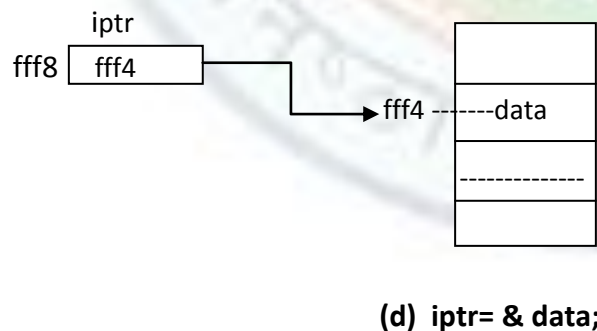 iptr
fff8 fff4
fff4 -------data
--------------
(d) iptr= & data;